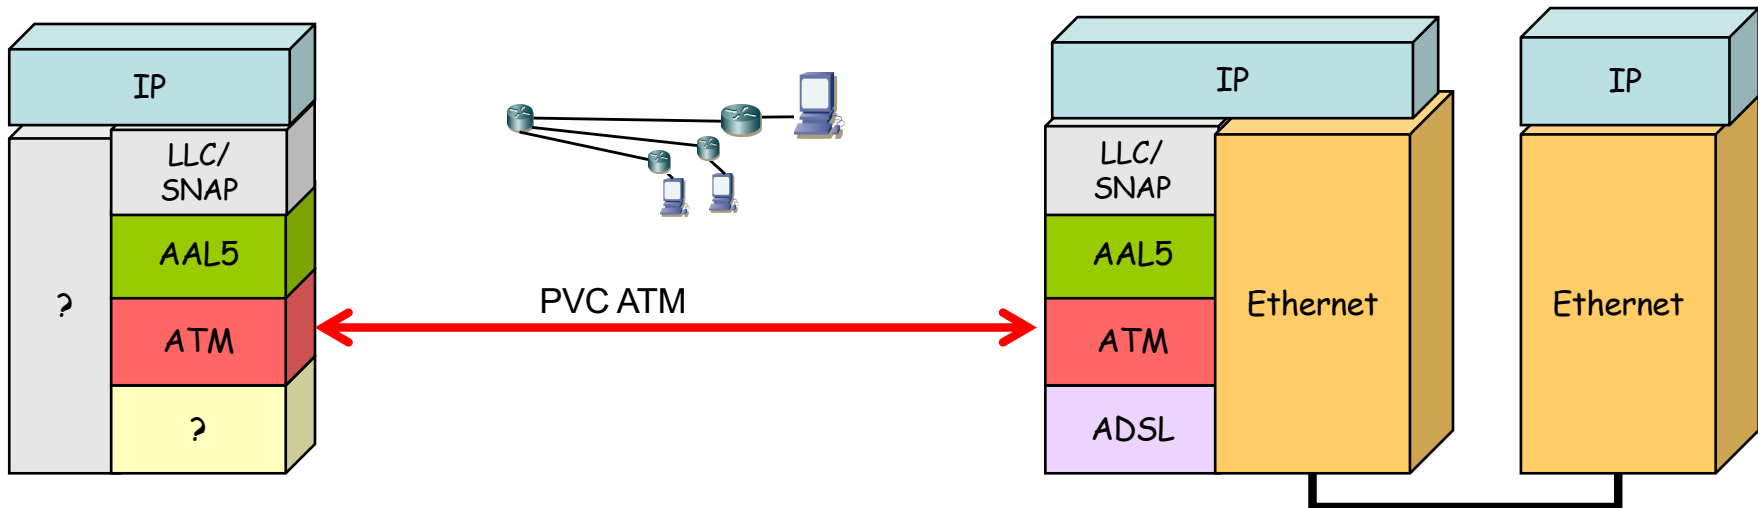 IP
LLC/
SNAP
AAL5
?
ATM
?
PVC ATM
IP
LLC/
SNAP
AAL5
ATM
ADSL
Ethernet
IP
Ethernet